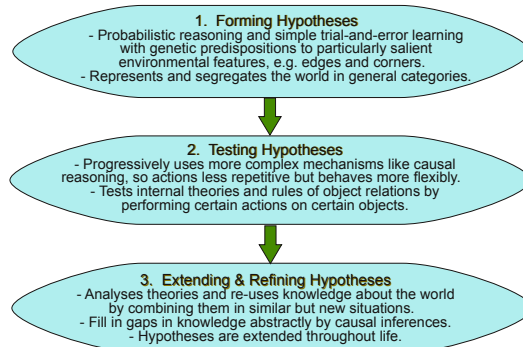 1. Forming Hypotheses
- Probabilistic reasoning and simple trial-and-error learning
with genetic predispositions to particularly salient
environmental features, e.g. edges and corners.
- Represents and segregates the world in general categories.
2. Testing Hypotheses
- Progressively uses more complex mechanisms like causal
reasoning, so actions less repetitive but behaves more flexibly.
- Tests internal theories and rules of object relations by
performing certain actions on certain objects.
3. Extending & Refining Hypotheses
- Analyses theories and re-uses knowledge about the world
by combining them in similar but new situations.
- Fill in gaps in knowledge abstractly by causal inferences.
- Hypotheses are extended throughout life.